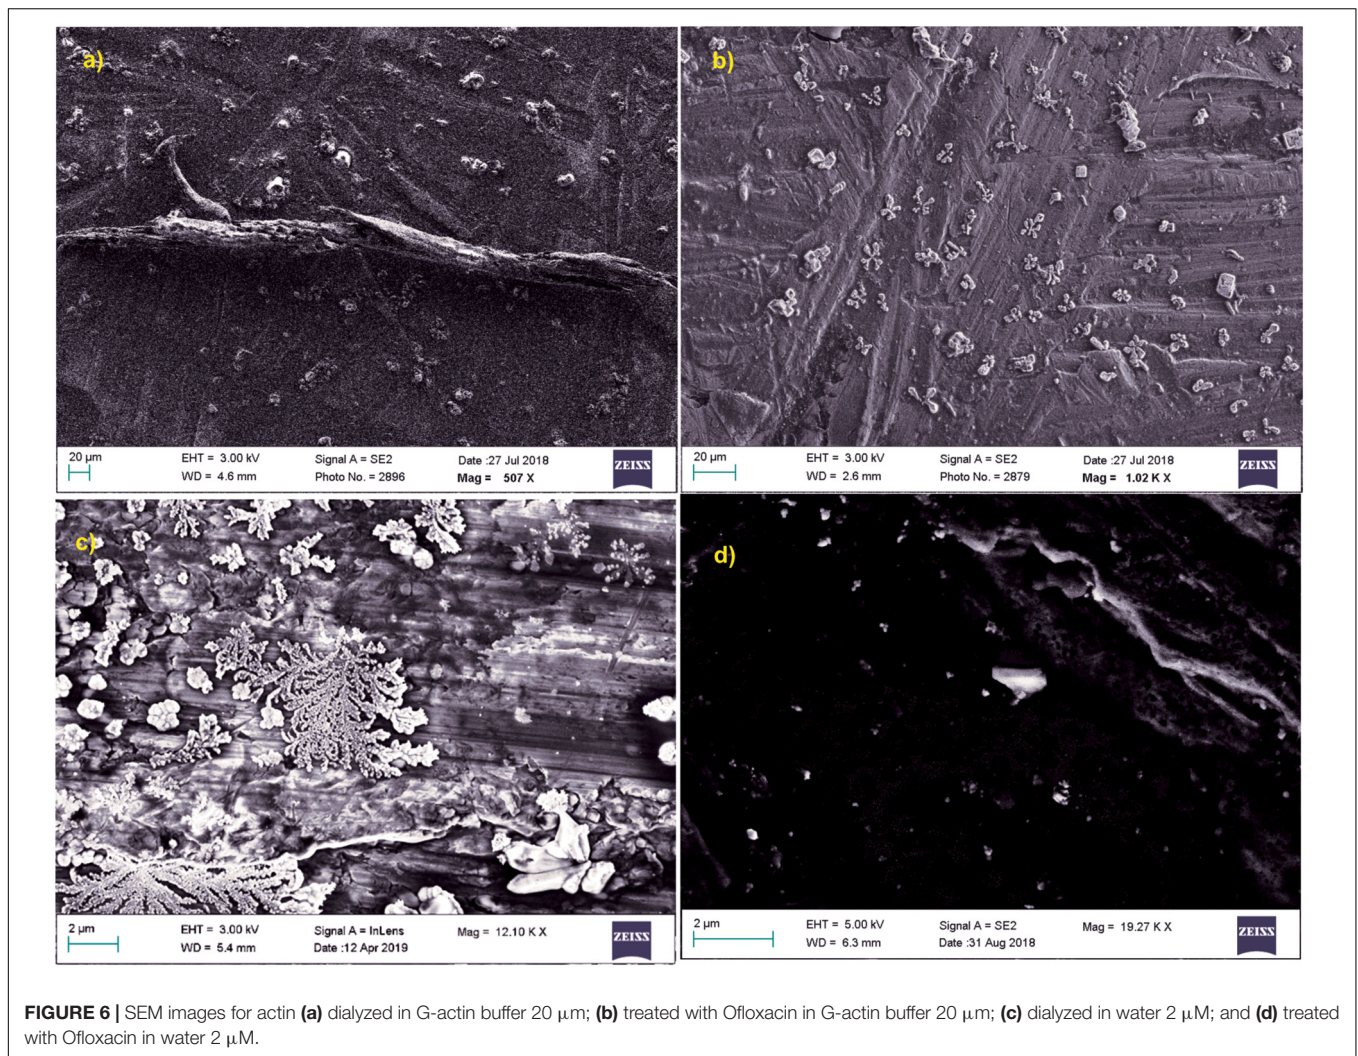 a)
20 µm
EHT = 3.00 kV
Signal A = SE2
Date :27 Jul 2018
WD = 4.6 mm
Photo No. = 2896
Mag = 507 X
ZEISS
b)
20 µm
EHT = 3.00 kV
Signal A = SE2
Date :27 Jul 2018
WD = 2.6 mm
Photo No. = 2879
Mag = 1.02 K X
ZEISS
c)
2 µm
EHT = 3.00 kV
Signal A = InLens
Mag = 12.10 K X
WD = 5.4 mm
Date :12 Apr 2019
ZEISS
d)
2 µm
EHT = 5.00 kV
Signal A = SE2
Mag = 19.27 K X
WD = 6.3 mm
Date :31 Aug 2018
ZEISS
FIGURE 6 | SEM images for actin (a) dialyzed in G-actin buffer 20 µm; (b) treated with Ofloxacin in G-actin buffer 20 µm; (c) dialyzed in water 2 µM; and (d) treated
with Ofloxacin in water 2 µM.